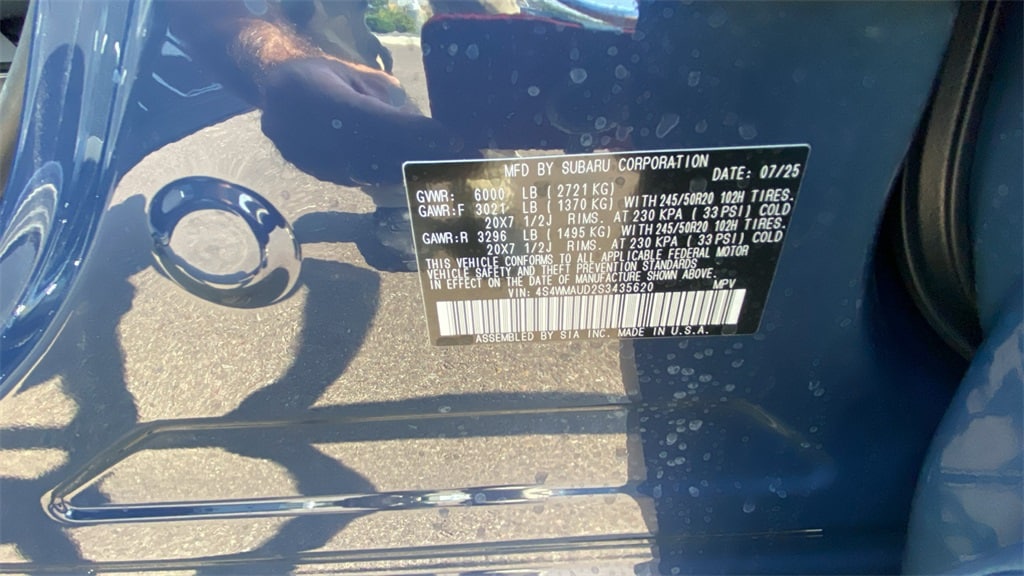 MFD BY SUBARU CORPORATION DATE: 07/25
GVWR: 6000 LB ( 2721 KG)
GAWR:F 3021 LB ( 1370 KG) WITH 245/50R20 102H TIRES.
20X7 1/2J RIMS. AT 230 KPA ( 33 PSI) COLD
GAWR:R 3296 LB ( 1495 KG) WITH 245/50R20 102H TIRES.
20X7 1/2J RIMS. AT 230 KPA ( 33 PSI) COLD
THIS VEHICLE CONFORMS TO ALL APPLICABLE FEDERAL MOTOR
VEHICLE SAFETY AND THEFT PREVENTION STANDARDS
IN EFFECT ON THE DATE OF MANUFACTURE SHOWN ABOVE.
VIN: 4S4WMAUD2S3435620 MPV
ASSEMBLED BY SIA INC. MADE IN U.S.A.